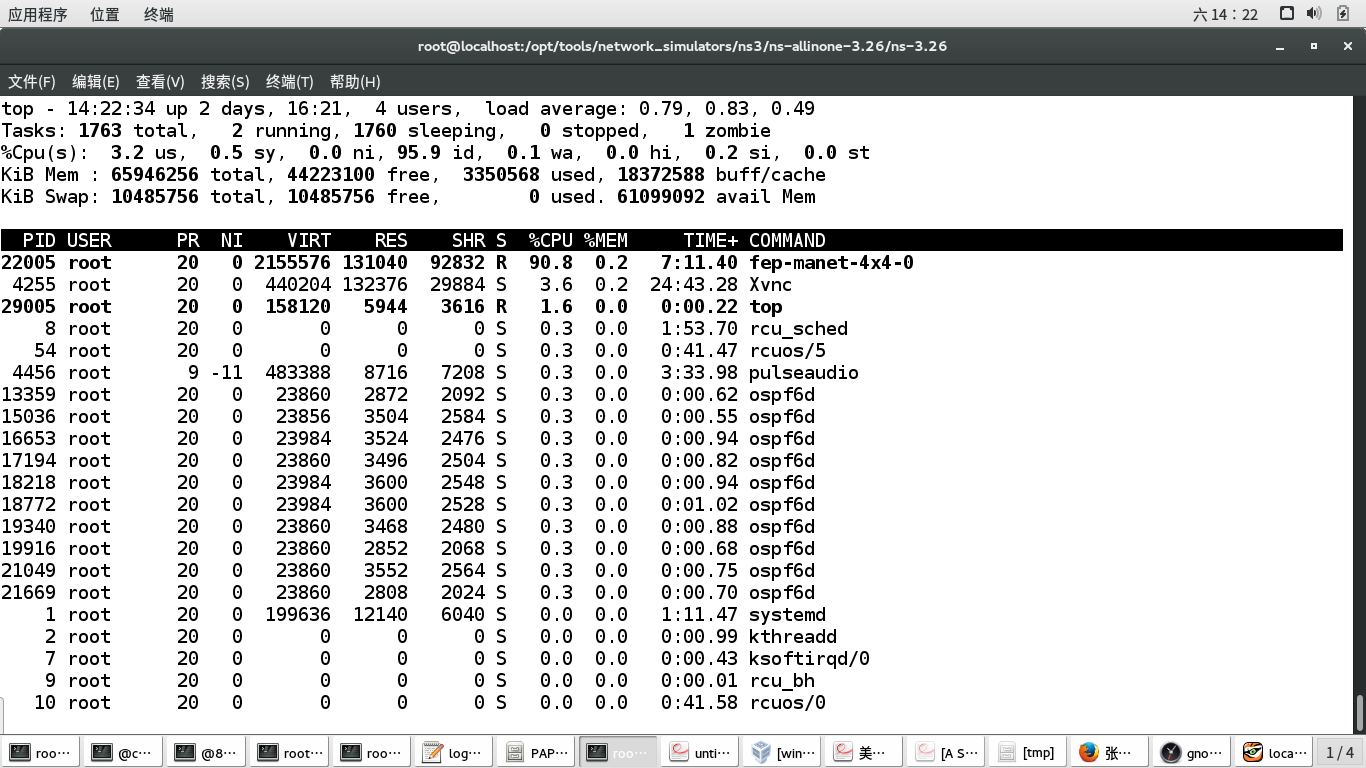 应用程序 位置 终端 六 14：22
root@localhost:/opt/tools/network_simulators/ns3/ns-allinone-3.26/ns-3.26
文件(F) 编辑(E) 查看(V) 搜索(S) 终端(T) 帮助(H)
top - 14:22:34 up 2 days, 16:21,  4 users,  load average: 0.79, 0.83, 0.49
Tasks: 1763 total,   2 running, 1760 sleeping,   0 stopped,   1 zombie
%Cpu(s):  3.2 us,  0.5 sy,  0.0 ni, 95.9 id,  0.1 wa,  0.0 hi,  0.2 si,  0.0 st
KiB Mem : 65946256 total, 44223100 free,  3350568 used, 18372588 buff/cache
KiB Swap: 10485756 total, 10485756 free,        0 used. 61099092 avail Mem
PID USER PR NI VIRT RES SHR S %CPU %MEM TIME+ COMMAND
22005 root 20 0 2155576 131040 92832 R 90.8 0.2 7:11.40 fep-manet-4x4-0
4255 root 20 0 440204 132376 29884 S 3.6 0.2 24:43.28 Xvnc
29005 root 20 0 158120 5944 3616 R 1.6 0.0 0:00.22 top
8 root 20 0 0 0 0 S 0.3 0.0 1:53.70 rcu_sched
54 root 20 0 0 0 0 S 0.3 0.0 0:41.47 rcuos/5
4456 root 9 -11 483388 8716 7208 S 0.3 0.0 3:33.98 pulseaudio
13359 root 20 0 23860 2872 2092 S 0.3 0.0 0:00.62 ospf6d
15036 root 20 0 23856 3504 2584 S 0.3 0.0 0:00.55 ospf6d
16653 root 20 0 23984 3524 2476 S 0.3 0.0 0:00.94 ospf6d
17194 root 20 0 23860 3496 2504 S 0.3 0.0 0:00.82 ospf6d
18218 root 20 0 23984 3600 2548 S 0.3 0.0 0:00.94 ospf6d
18772 root 20 0 23984 3600 2528 S 0.3 0.0 0:01.02 ospf6d
19340 root 20 0 23860 3468 2480 S 0.3 0.0 0:00.88 ospf6d
19916 root 20 0 23860 2852 2068 S 0.3 0.0 0:00.68 ospf6d
21049 root 20 0 23860 3552 2564 S 0.3 0.0 0:00.75 ospf6d
21669 root 20 0 23860 2808 2024 S 0.3 0.0 0:00.70 ospf6d
1 root 20 0 199636 12140 6040 S 0.0 0.0 1:11.47 systemd
2 root 20 0 0 0 0 S 0.0 0.0 0:00.99 kthreadd
7 root 20 0 0 0 0 S 0.0 0.0 0:00.43 ksoftirqd/0
9 root 20 0 0 0 0 S 0.0 0.0 0:00.01 rcu_bh
10 root 20 0 0 0 0 S 0.0 0.0 0:41.58 rcuos/0
roo… @c… @8… root… roo… log… PAP… roo… unti… [win… 美… [A S… [tmp] 张… gno… loca… 1 / 4